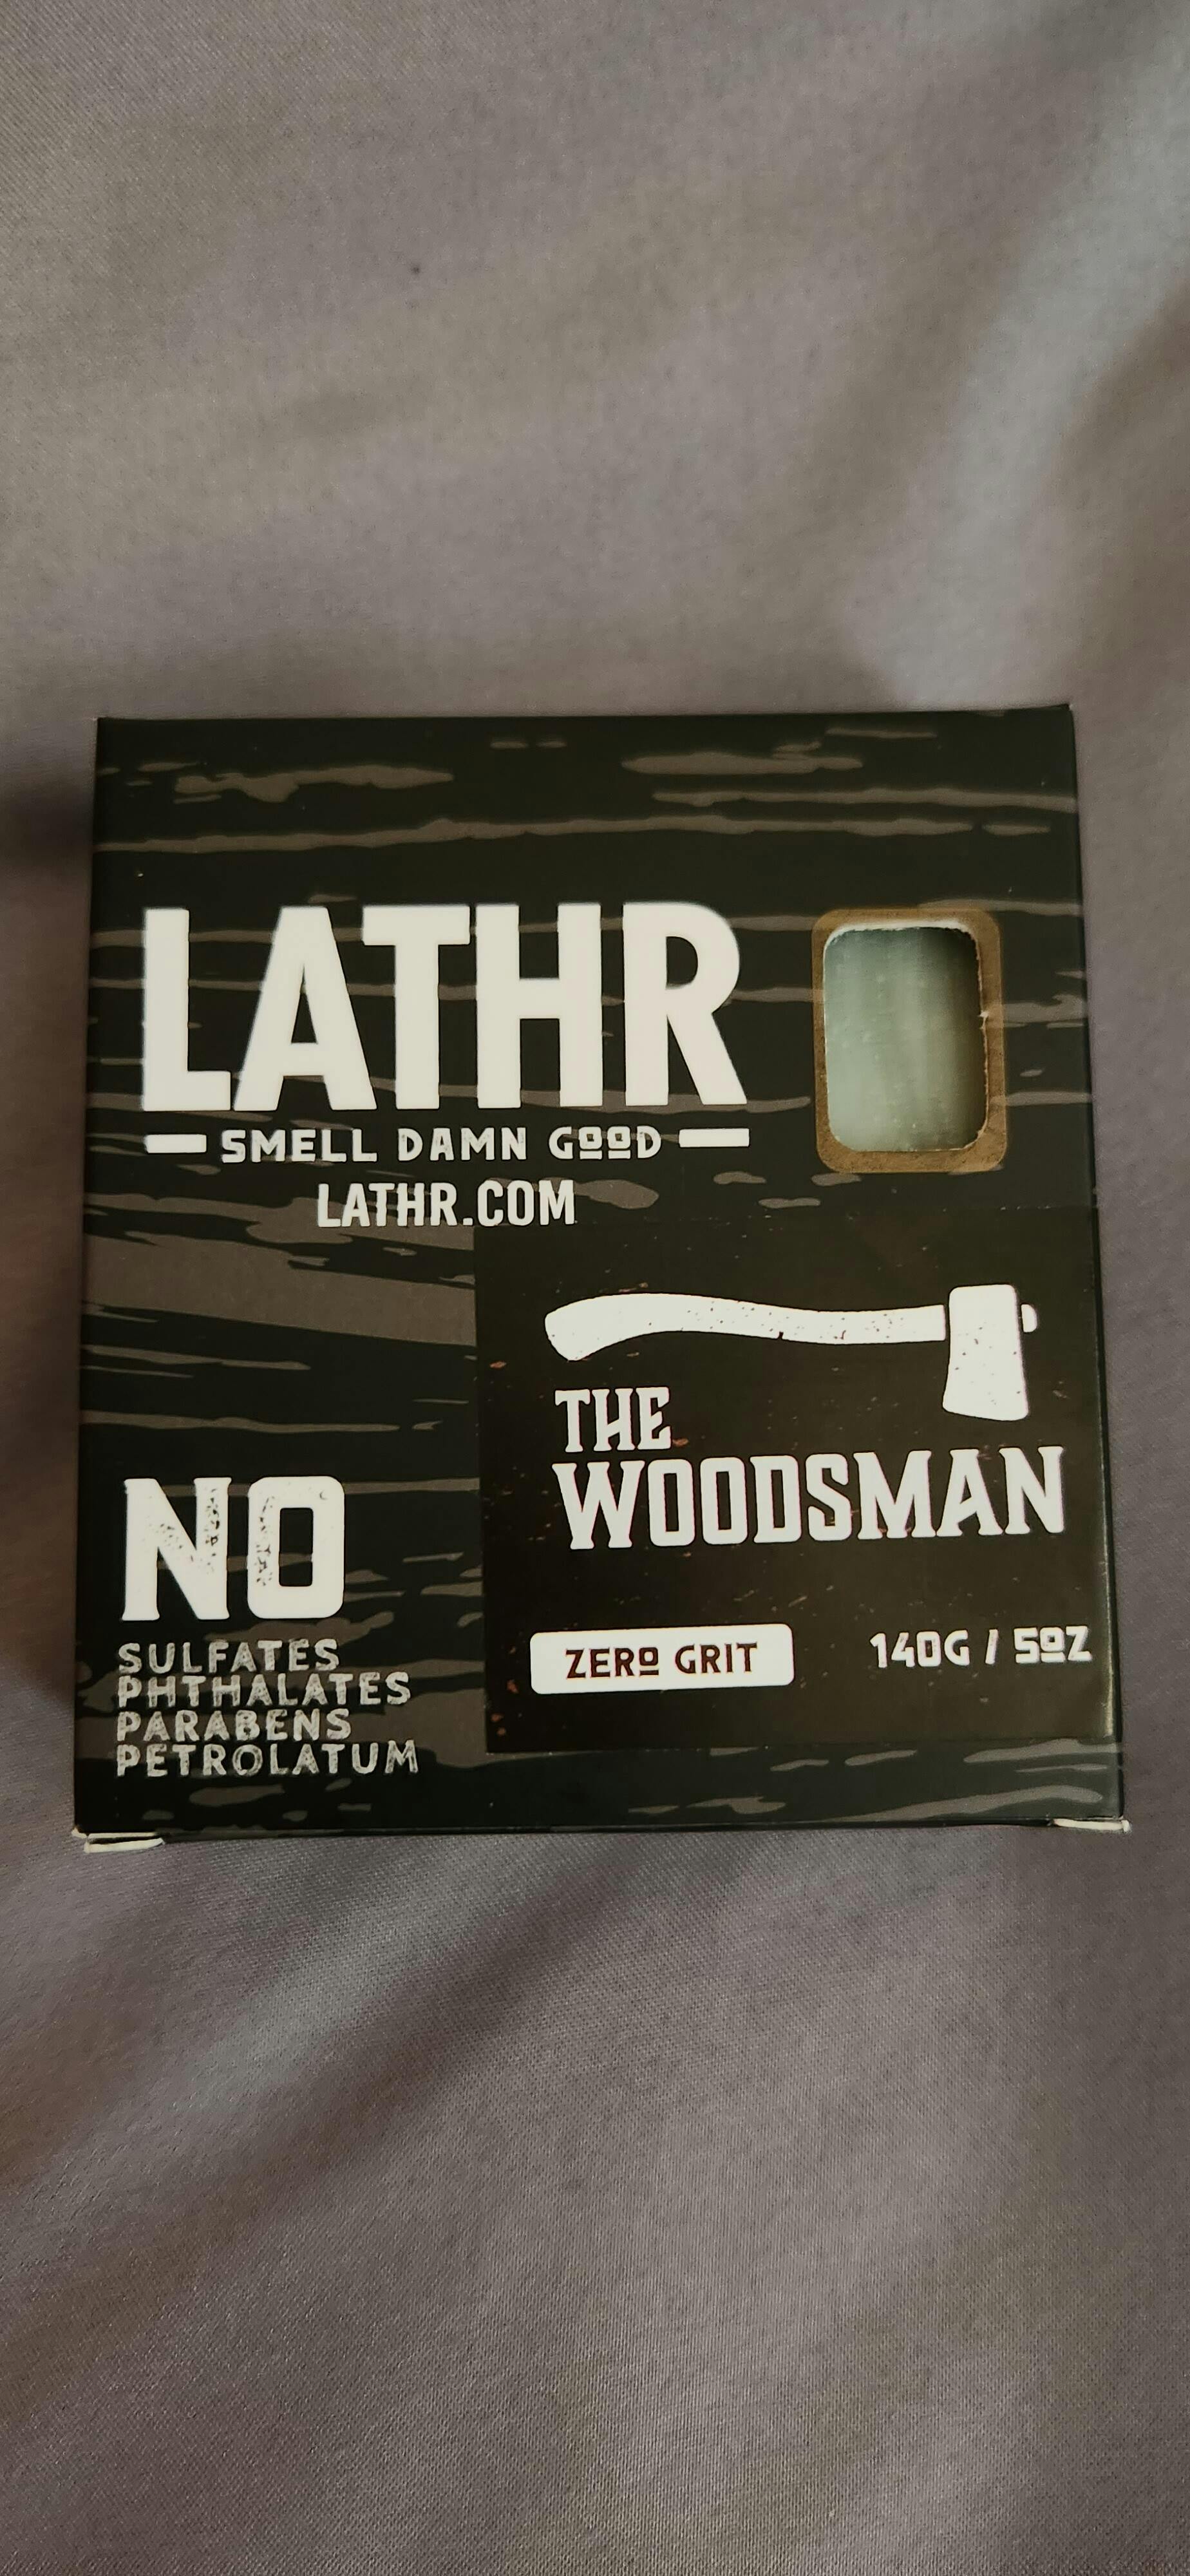 LATHR
SMELL DAMN GOOD
LATHR.COM
THE
WOODSMAN
ZERO GRIT
140G / 5OZ
NO
SULFATES
PHTHALATES
PARABENS
PETROLATUM